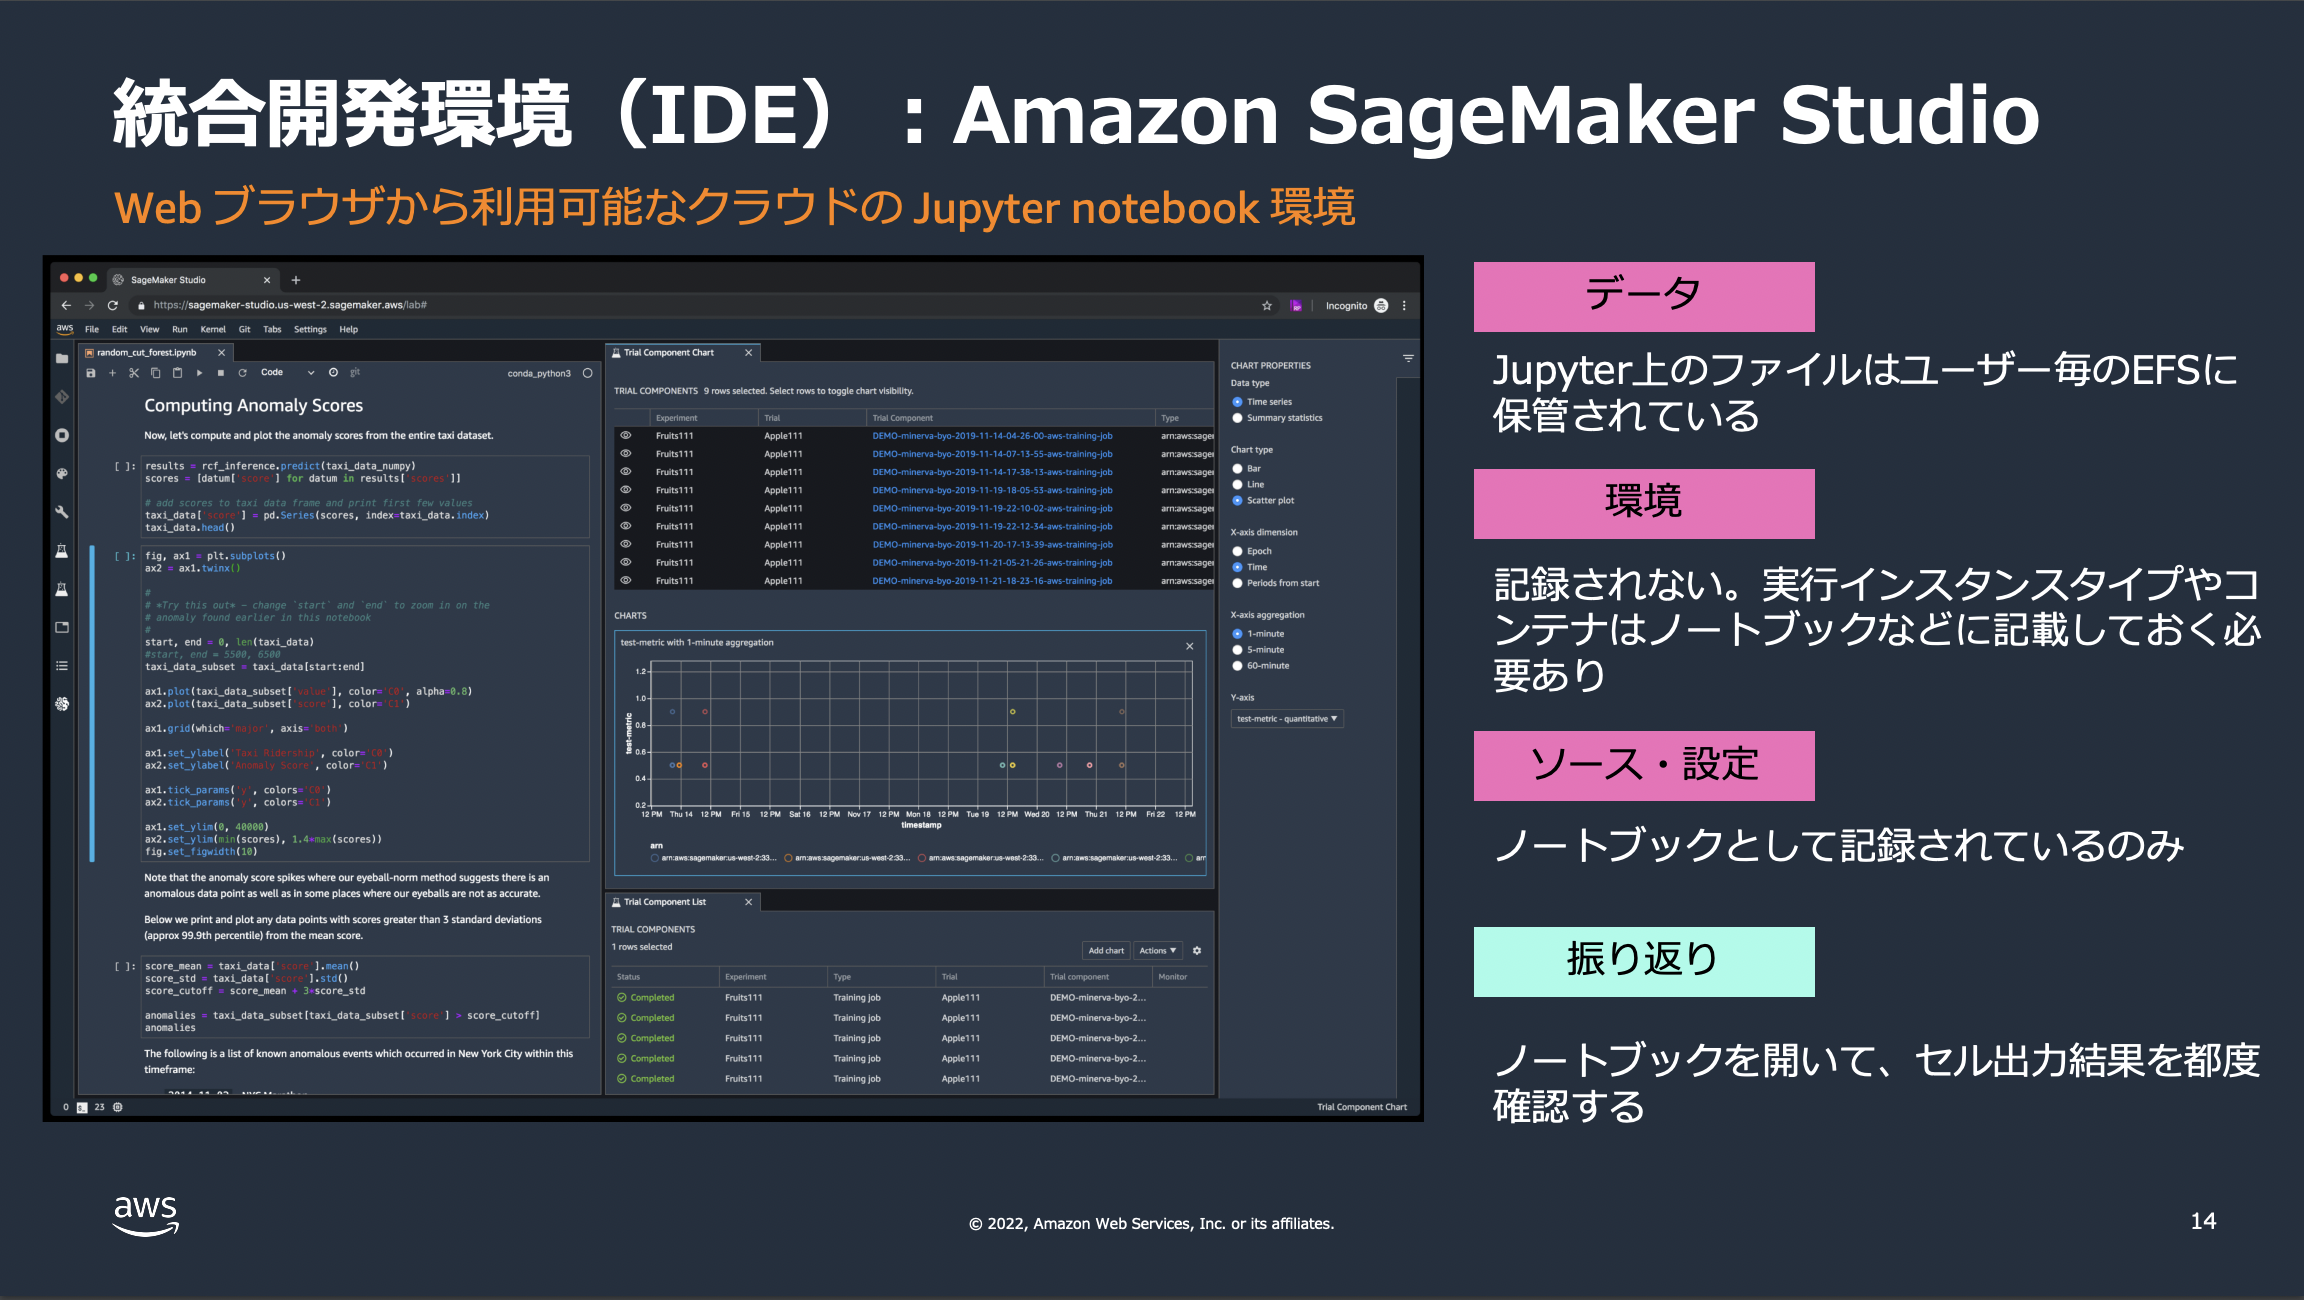 統合開発環境（IDE）：Amazon SageMaker Studio
Web ブラウザから利用可能なクラウドの Jupyter notebook 環境
SageMaker Studio
https://sagemaker-studio.us-west-2.sagemaker.aws/lab#
Incognito
aws File Edit View Run Kernel Git Tabs Settings Help
random_cut_forest.ipynb
Code
git
conda_python3
Computing Anomaly Scores
Now, let's compute and plot the anomaly scores from the entire taxi dataset.
[ ]: results = rcf_inference.predict(taxi_data_numpy)
scores = [datum['score'] for datum in results['scores']]
# add scores to taxi data frame and print first few values
taxi_data['score'] = pd.Series(scores, index=taxi_data.index)
taxi_data.head()
[ ]: fig, ax1 = plt.subplots()
ax2 = ax1.twinx()
#
# *Try this out* - change `start` and `end` to zoom in on the
# anomaly found earlier in this notebook
#
start, end = 0, len(taxi_data)
#start, end = 5500, 6500
taxi_data_subset = taxi_data[start:end]
ax1.plot(taxi_data_subset['value'], color='C0', alpha=0.8)
ax2.plot(taxi_data_subset['score'], color='C1')
ax1.grid(which='major', axis='both')
ax1.set_ylabel('Taxi Ridership', color='C0')
ax2.set_ylabel('Anomaly Score', color='C1')
ax1.tick_params('y', colors='C0')
ax2.tick_params('y', colors='C1')
ax1.set_ylim(0, 40000)
ax2.set_ylim(min(scores), 1.4*max(scores))
fig.set_figwidth(10)
Note that the anomaly score spikes where our eyeball-norm method suggests there is an
anomalous data point as well as in some places where our eyeballs are not as accurate.
Below we print and plot any data points with scores greater than 3 standard deviations
(approx 99.9th percentile) from the mean score.
[ ]: score_mean = taxi_data['score'].mean()
score_std = taxi_data['score'].std()
score_cutoff = score_mean + 3*score_std
anomalies = taxi_data_subset[taxi_data_subset['score'] > score_cutoff]
anomalies
The following is a list of known anomalous events which occurred in New York City within this
timeframe:
0 23
Trial Component Chart
TRIAL COMPONENTS 9 rows selected. Select rows to toggle chart visibility.
Experiment Trial Trial Component Type
Fruits111 Apple111 DEMO-minerva-byo-2019-11-14-04-26-00-aws-training-job arn:aws:sager
Fruits111 Apple111 DEMO-minerva-byo-2019-11-14-07-13-55-aws-training-job arn:aws:sager
Fruits111 Apple111 DEMO-minerva-byo-2019-11-14-17-38-13-aws-training-job arn:aws:sager
Fruits111 Apple111 DEMO-minerva-byo-2019-11-19-18-05-53-aws-training-job arn:aws:sager
Fruits111 Apple111 DEMO-minerva-byo-2019-11-19-22-10-02-aws-training-job arn:aws:sager
Fruits111 Apple111 DEMO-minerva-byo-2019-11-19-22-12-34-aws-training-job arn:aws:sager
Fruits111 Apple111 DEMO-minerva-byo-2019-11-20-17-13-39-aws-training-job arn:aws:sager
Fruits111 Apple111 DEMO-minerva-byo-2019-11-21-05-21-26-aws-training-job arn:aws:sager
Fruits111 Apple111 DEMO-minerva-byo-2019-11-21-18-23-16-aws-training-job arn:aws:sager
CHARTS
test-metric with 1-minute aggregation
test-metric
1.2
1.0
0.8
0.6
0.4
0.2
12 PM Thu 14 12 PM Fri 15 12 PM Sat 16 12 PM Nov 17 12 PM Mon 18 12 PM Tue 19 12 PM Wed 20 12 PM Thu 21 12 PM Fri 22 12 PM
timestamp
arn
arn:aws:sagemaker:us-west-2:33... arn:aws:sagemaker:us-west-2:33... arn:aws:sagemaker:us-west-2:33... arn:aws:sagemaker:us-west-2:33... arn
Trial Component List
TRIAL COMPONENTS
1 rows selected
Add chart Actions
Status Experiment Type Trial Trial component Monitor
Completed Fruits111 Training job Apple111 DEMO-minerva-byo-2...
Completed Fruits111 Training job Apple111 DEMO-minerva-byo-2...
Completed Fruits111 Training job Apple111 DEMO-minerva-byo-2...
Completed Fruits111 Training job Apple111 DEMO-minerva-byo-2...
Completed Fruits111 Training job Apple111 DEMO-minerva-byo-2...
CHART PROPERTIES
Data type
Time series
Summary statistics
Chart type
Bar
Line
Scatter plot
X-axis dimension
Epoch
Time
Periods from start
X-axis aggregation
1-minute
5-minute
60-minute
Y-axis
test-metric - quantitative
Trial Component Chart
データ
Jupyter上のファイルはユーザー毎のEFSに
保管されている
環境
記録されない。実行インスタンスタイプやコ
ンテナはノートブックなどに記載しておく必
要あり
ソース・設定
ノートブックとして記録されているのみ
振り返り
ノートブックを開いて、セル出力結果を都度
確認する
aws
© 2022, Amazon Web Services, Inc. or its affiliates.
14